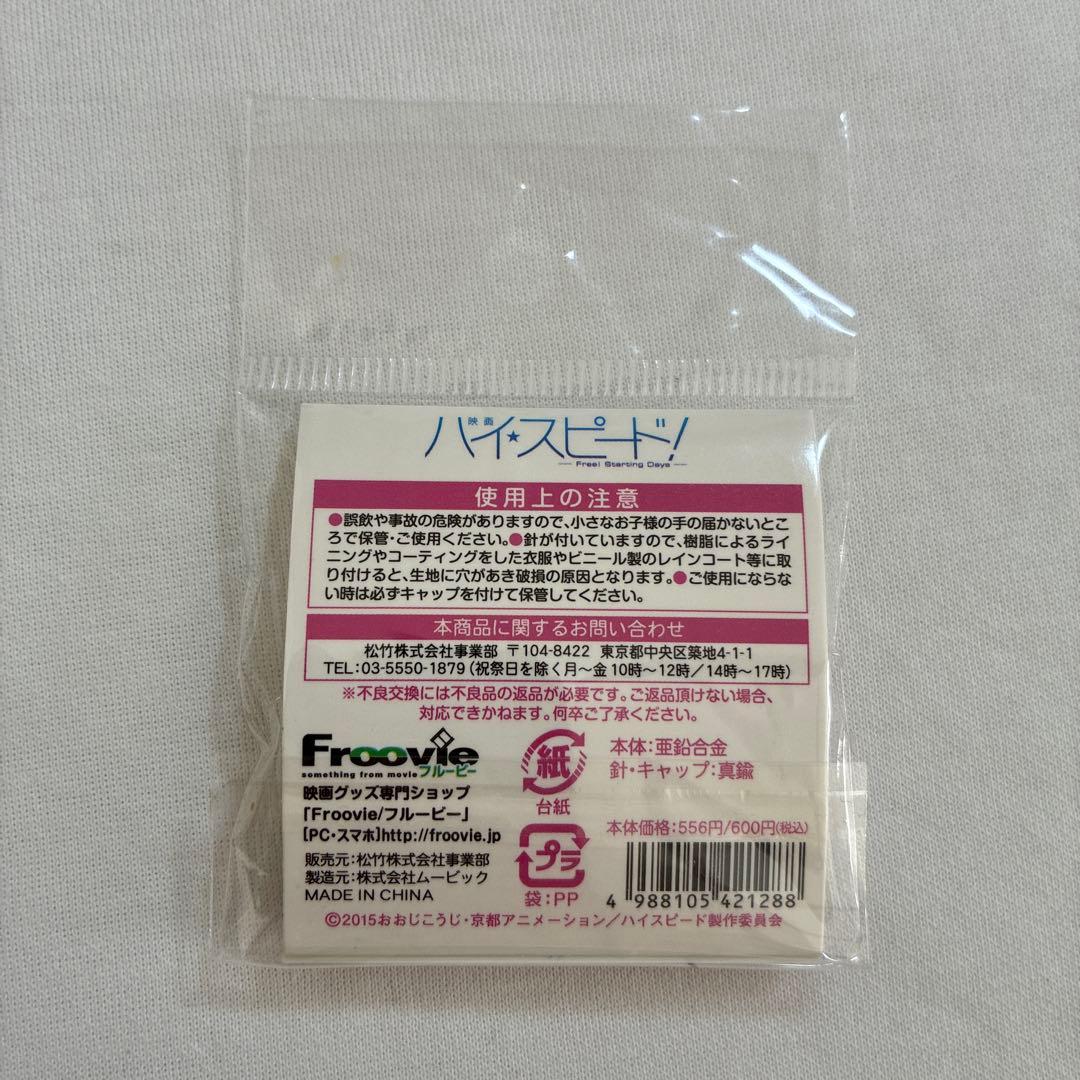 映画
ハイ☆スピード!
— Free! Starting Days —
使用上の注意
●誤飲や事故の危険がありますので、小さなお子様の手の届かないとこ
ろで保管・ご使用ください。●針が付いていますので、樹脂によるライ
ニングやコーティングをした衣服やビニール製のレインコート等に取
り付けると、生地に穴があき破損の原因となります。●ご使用にならな
い時は必ずキャップを付けて保管してください。
本商品に関するお問い合わせ
松竹株式会社事業部 〒104-8422 東京都中央区築地4-1-1
TEL:03-5550-1879(祝祭日を除く月〜金 10時〜12時/14時〜17時)
※不良交換には不良品の返品が必要です。ご返品頂けない場合、
対応できかねます。何卒ご了承ください。
Froovie
something from movie フルービー
映画グッズ専門ショップ
「Froovie/フルービー」
[PC・スマホ]http://froovie.jp
販売元:松竹株式会社事業部
製造元:株式会社ムービック
MADE IN CHINA
紙
台紙
プラ
袋:PP
本体:亜鉛合金
針・キャップ:真鍮
本体価格:556円/600円(税込)
4 988105 421288
©2015おおじこうじ・京都アニメーション/ハイスピード製作委員会